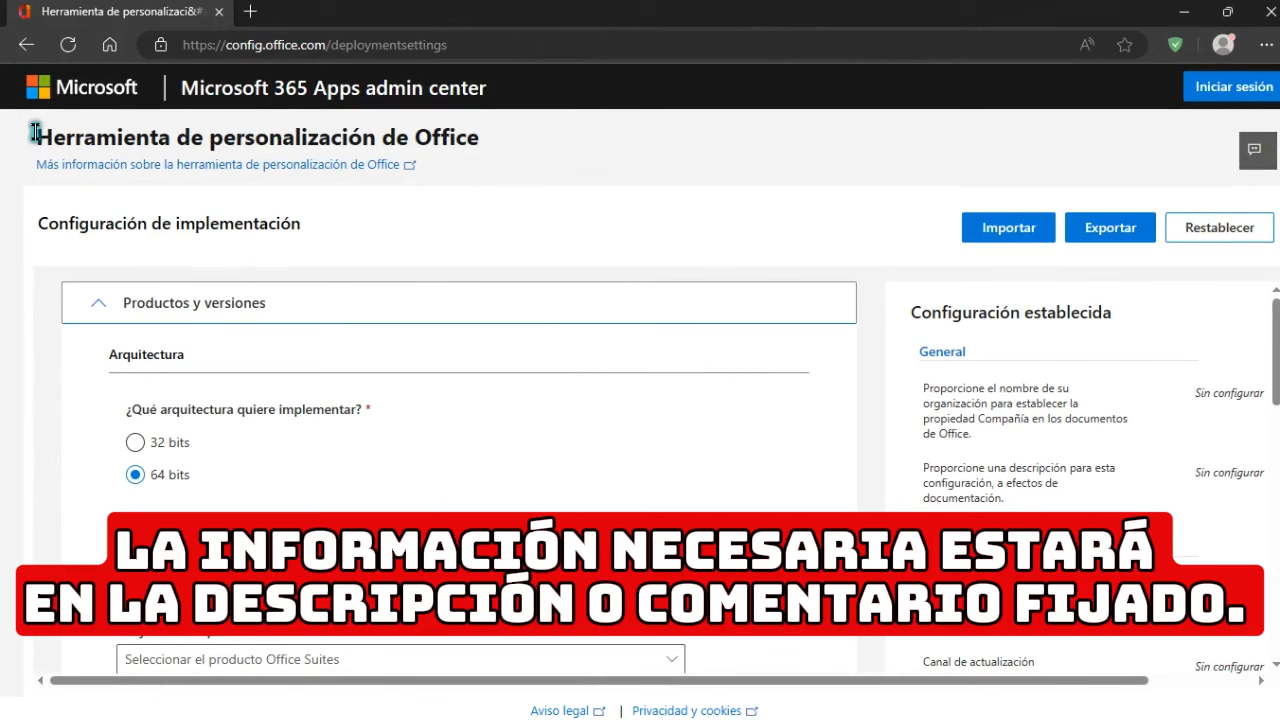 Herramienta de personalizaci&#
https://config.office.com/deploymentsettings
Microsoft
Microsoft 365 Apps admin center
Iniciar sesión
Herramienta de personalización de Office
Más información sobre la herramienta de personalización de Office
Configuración de implementación
Importar
Exportar
Restablecer
Productos y versiones
Arquitectura
¿Qué arquitectura quiere implementar? *
32 bits
64 bits
Configuración establecida
General
Proporcione el nombre de su
organización para establecer la
propiedad Compañía en los documentos
de Office.
Sin configurar
Proporcione una descripción para esta
configuración, a efectos de
documentación.
Sin configurar
LA INFORMACIÓN NECESARIA ESTARÁ
EN LA DESCRIPCIÓN O COMENTARIO FIJADO.
Seleccionar el producto Office Suites
Canal de actualización
Sin configurar
Aviso legal
Privacidad y cookies